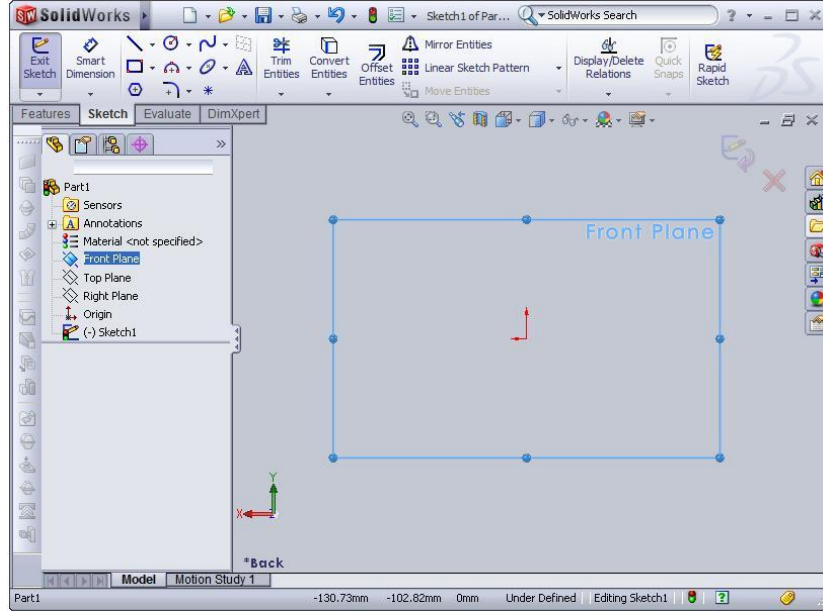 SolidWorks
Sketch1 of Par...
SolidWorks Search
Exit Sketch
Smart Dimension
Trim Entities
Convert Entities
Offset Entities
Mirror Entities
Linear Sketch Pattern
Move Entities
Display/Delete Relations
Quick Snaps
Rapid Sketch
Features
Sketch
Evaluate
DimXpert
Part1
Sensors
Annotations
Material <not specified>
Front Plane
Top Plane
Right Plane
Origin
(-) Sketch1
Front Plane
Y
X
*Back
Model
Motion Study 1
Part1
-130.73mm
-102.82mm
0mm
Under Defined
Editing Sketch1